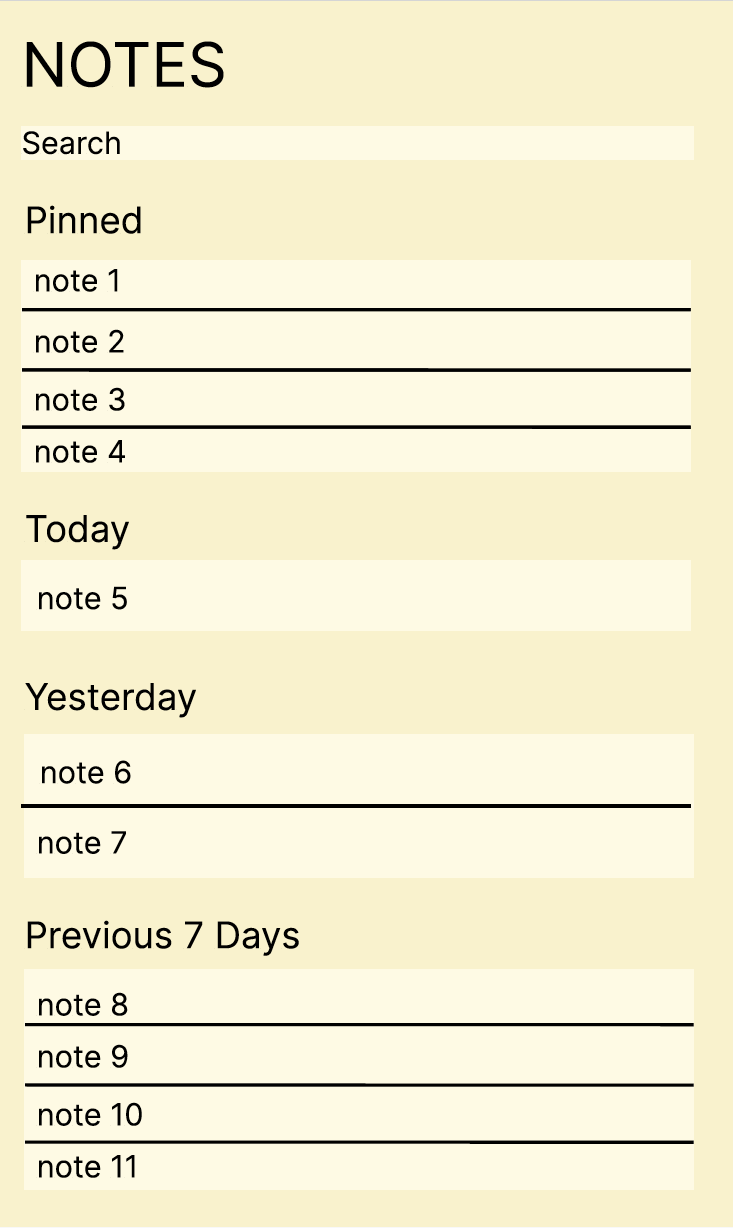 NOTES
Search
Pinned
note 1
note 2
note 3
note 4
Today
note 5
Yesterday
note 6
note 7
Previous 7 Days
note 8
note 9
note 10
note 11